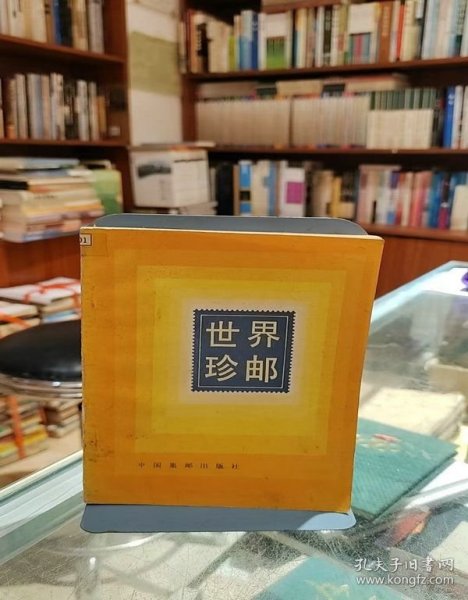 01
世界
珍邮
中国集邮出版社
孔夫子旧书网
www.kongfz.com